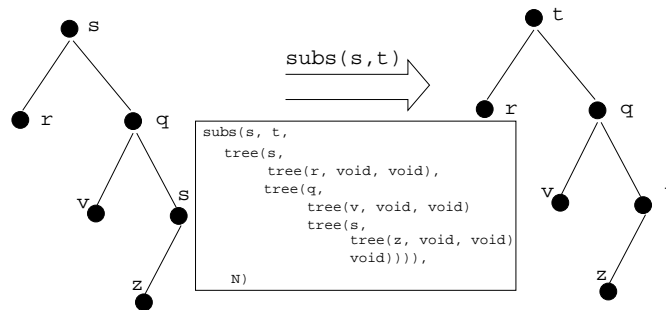 s
r
q
v
s
z
subs(s,t)
subs(s, t,
tree(s,
tree(r, void, void),
tree(q,
tree(v, void, void)
tree(s,
tree(z, void, void)
void)))),
N)
t
r
q
v
z